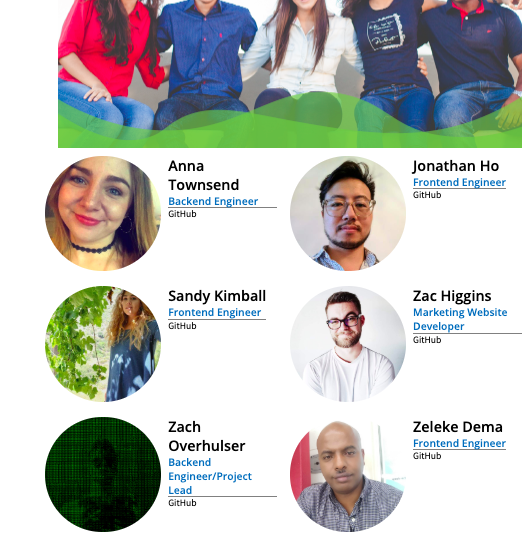 Anna
Townsend
Backend Engineer
GitHub
Jonathan Ho
Frontend Engineer
GitHub
Sandy Kimball
Frontend Engineer
GitHub
Zac Higgins
Marketing Website
Developer
GitHub
Zach
Overhulser
Backend
Engineer/Project
Lead
GitHub
Zeleke Dema
Frontend Engineer
GitHub